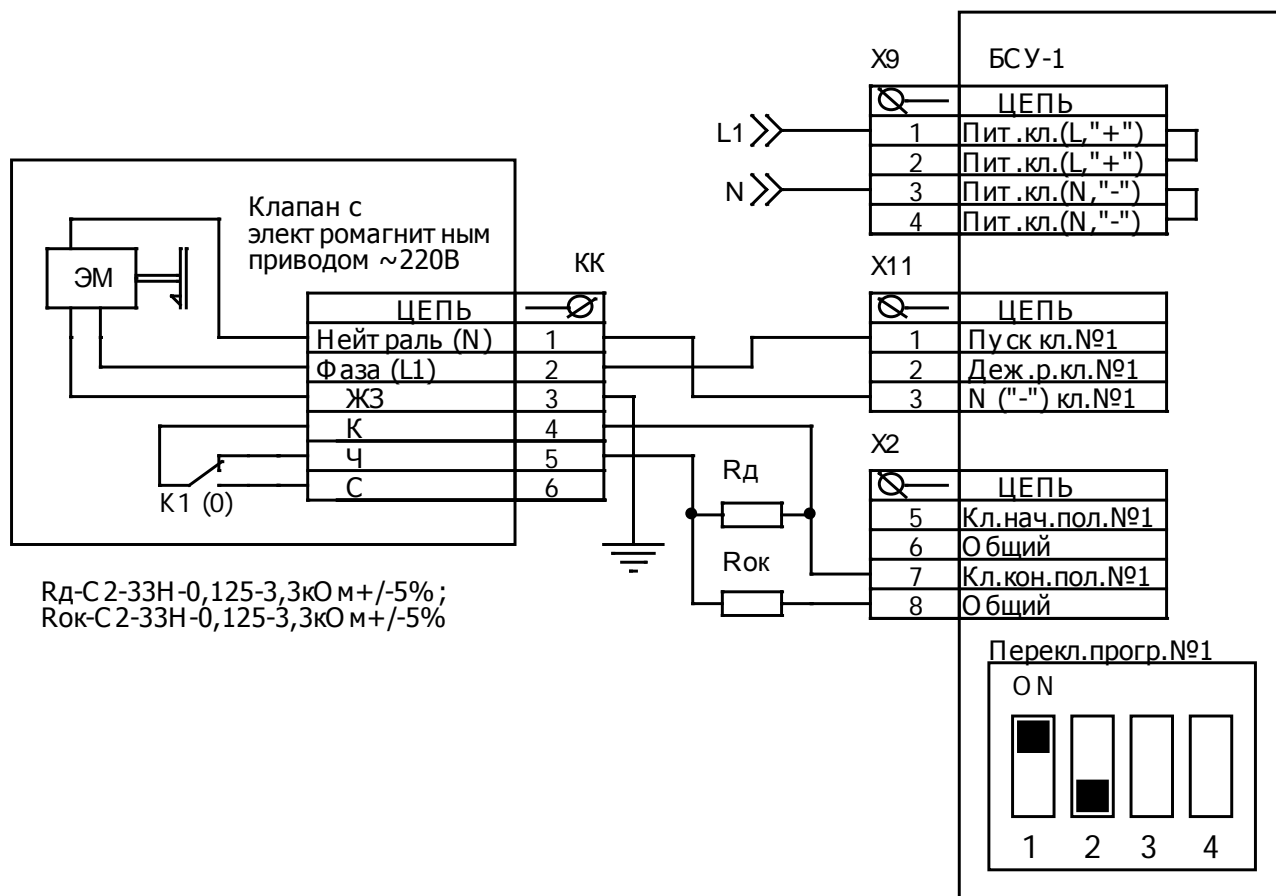 X9
БСУ-1
ЦЕПЬ
L1
1 Пит.кл.(L,"+")
2 Пит.кл.(L,"+")
N
3 Пит.кл.(N,"-")
4 Пит.кл.(N,"-")
Клапан с
электромагнитным
приводом ~220В
ЭМ
КК
ЦЕПЬ
Нейтраль (N) 1
Фаза (L1) 2
ЖЗ 3
К 4
Ч 5
С 6
К1 (0)
X11
ЦЕПЬ
1 Пуск кл.№1
2 Деж.р.кл.№1
3 N ("-") кл.№1
X2
ЦЕПЬ
5 Кл.нач.пол.№1
6 Общий
7 Кл.кон.пол.№1
8 Общий
Rд
Rок
Rд-С2-33Н-0,125-3,3кОм+/-5%;
Rок-С2-33Н-0,125-3,3кОм+/-5%
Перекл.прогр.№1
ON
1 2 3 4